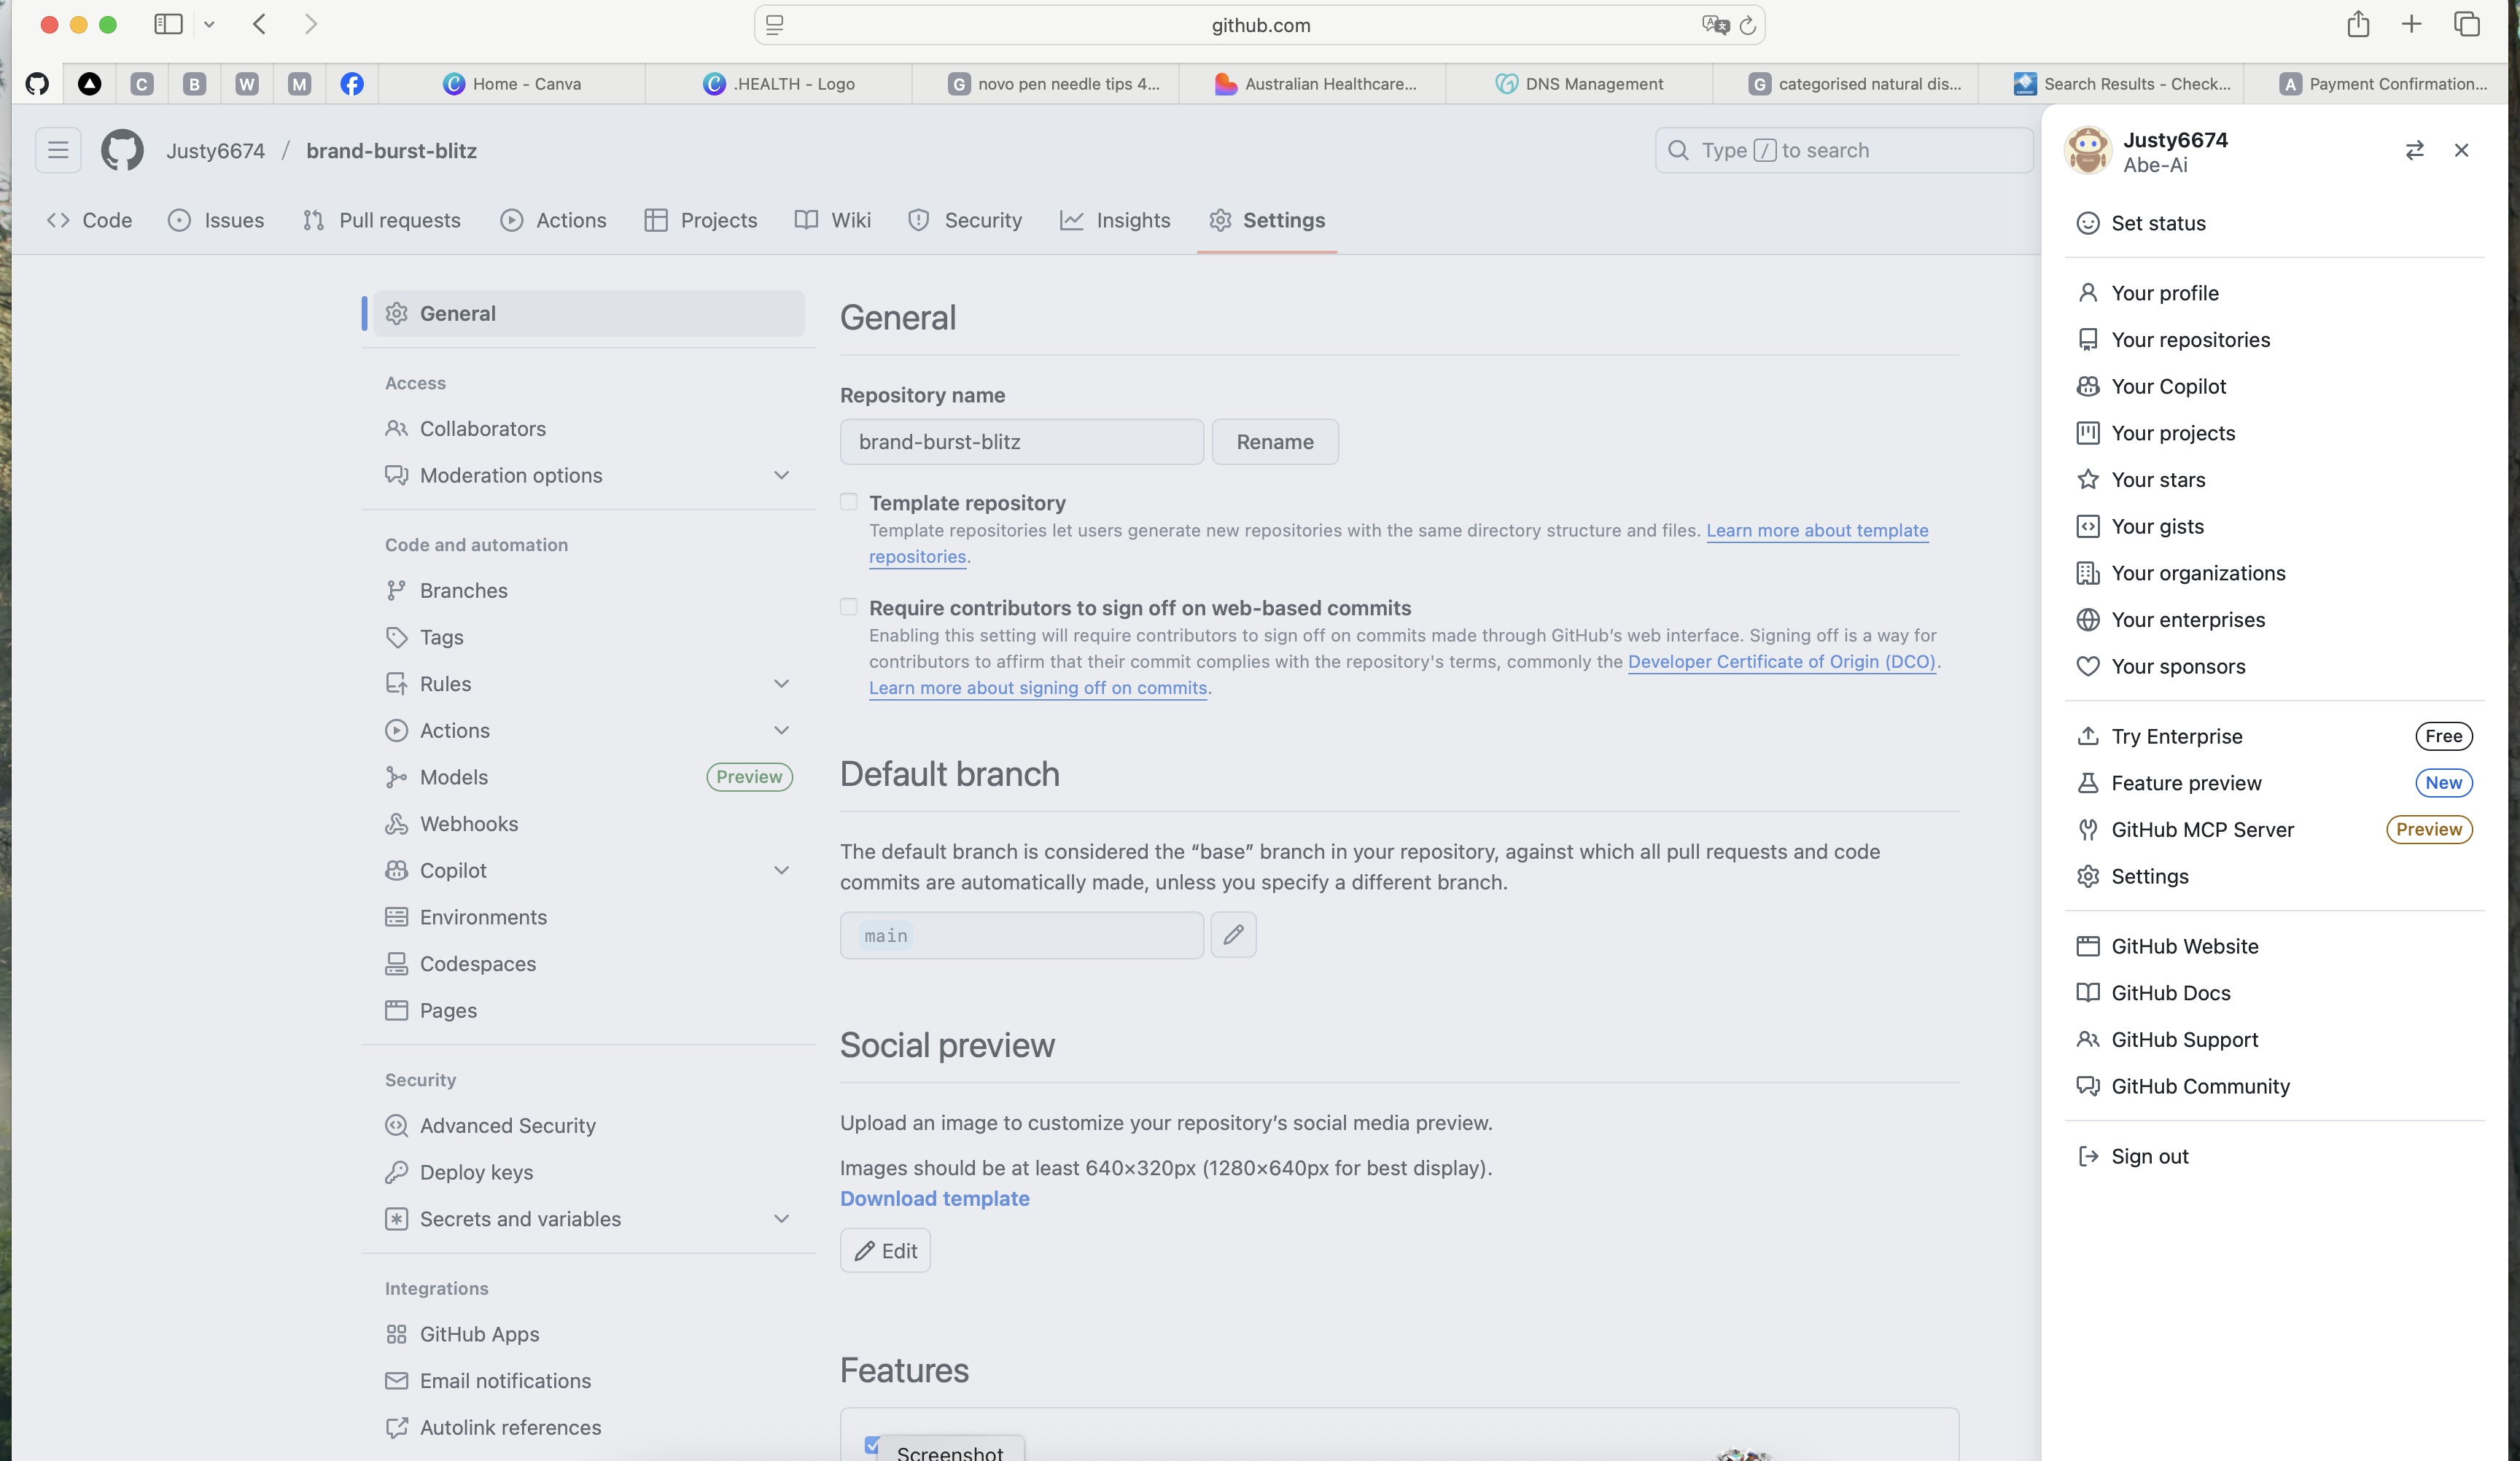 github.com
C
B
W
M
Home - Canva
.HEALTH - Logo
G novo pen needle tips 4...
Australian Healthcare...
DNS Management
G categorised natural dis...
Search Results - Check...
A Payment Confirmation...
Justy6674 / brand-burst-blitz
Type / to search
Code
Issues
Pull requests
Actions
Projects
Wiki
Security
Insights
Settings
General
Access
Collaborators
Moderation options
Code and automation
Branches
Tags
Rules
Actions
Models Preview
Webhooks
Copilot
Environments
Codespaces
Pages
Security
Advanced Security
Deploy keys
Secrets and variables
Integrations
GitHub Apps
Email notifications
Autolink references
General
Repository name
brand-burst-blitz
Rename
Template repository
Template repositories let users generate new repositories with the same directory structure and files. Learn more about template
repositories.
Require contributors to sign off on web-based commits
Enabling this setting will require contributors to sign off on commits made through GitHub's web interface. Signing off is a way for
contributors to affirm that their commit complies with the repository's terms, commonly the Developer Certificate of Origin (DCO).
Learn more about signing off on commits.
Default branch
The default branch is considered the “base” branch in your repository, against which all pull requests and code
commits are automatically made, unless you specify a different branch.
main
Social preview
Upload an image to customize your repository’s social media preview.
Images should be at least 640×320px (1280×640px for best display).
Download template
Edit
Features
Screenshot
Justy6674
Abe-Ai
Set status
Your profile
Your repositories
Your Copilot
Your projects
Your stars
Your gists
Your organizations
Your enterprises
Your sponsors
Try Enterprise Free
Feature preview New
GitHub MCP Server Preview
Settings
GitHub Website
GitHub Docs
GitHub Support
GitHub Community
Sign out